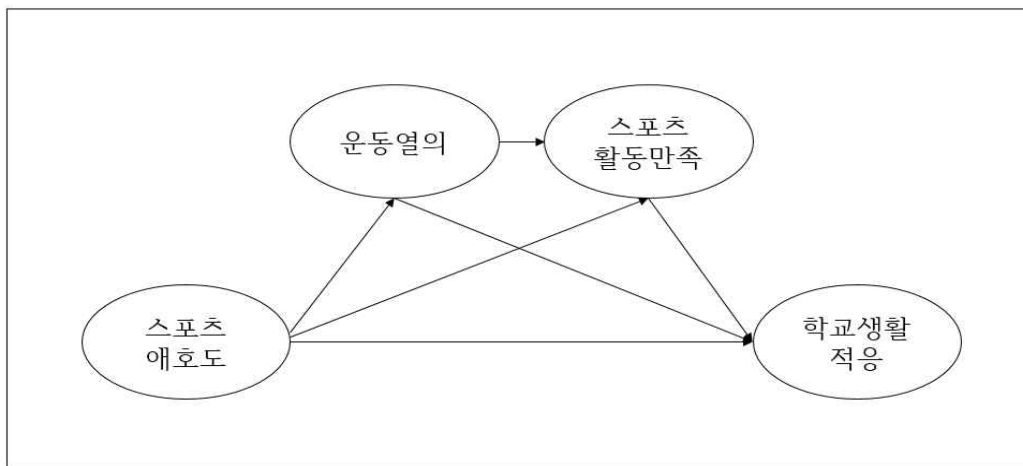 운동열의
스포츠
활동만족
스포츠
애호도
학교생활
적응